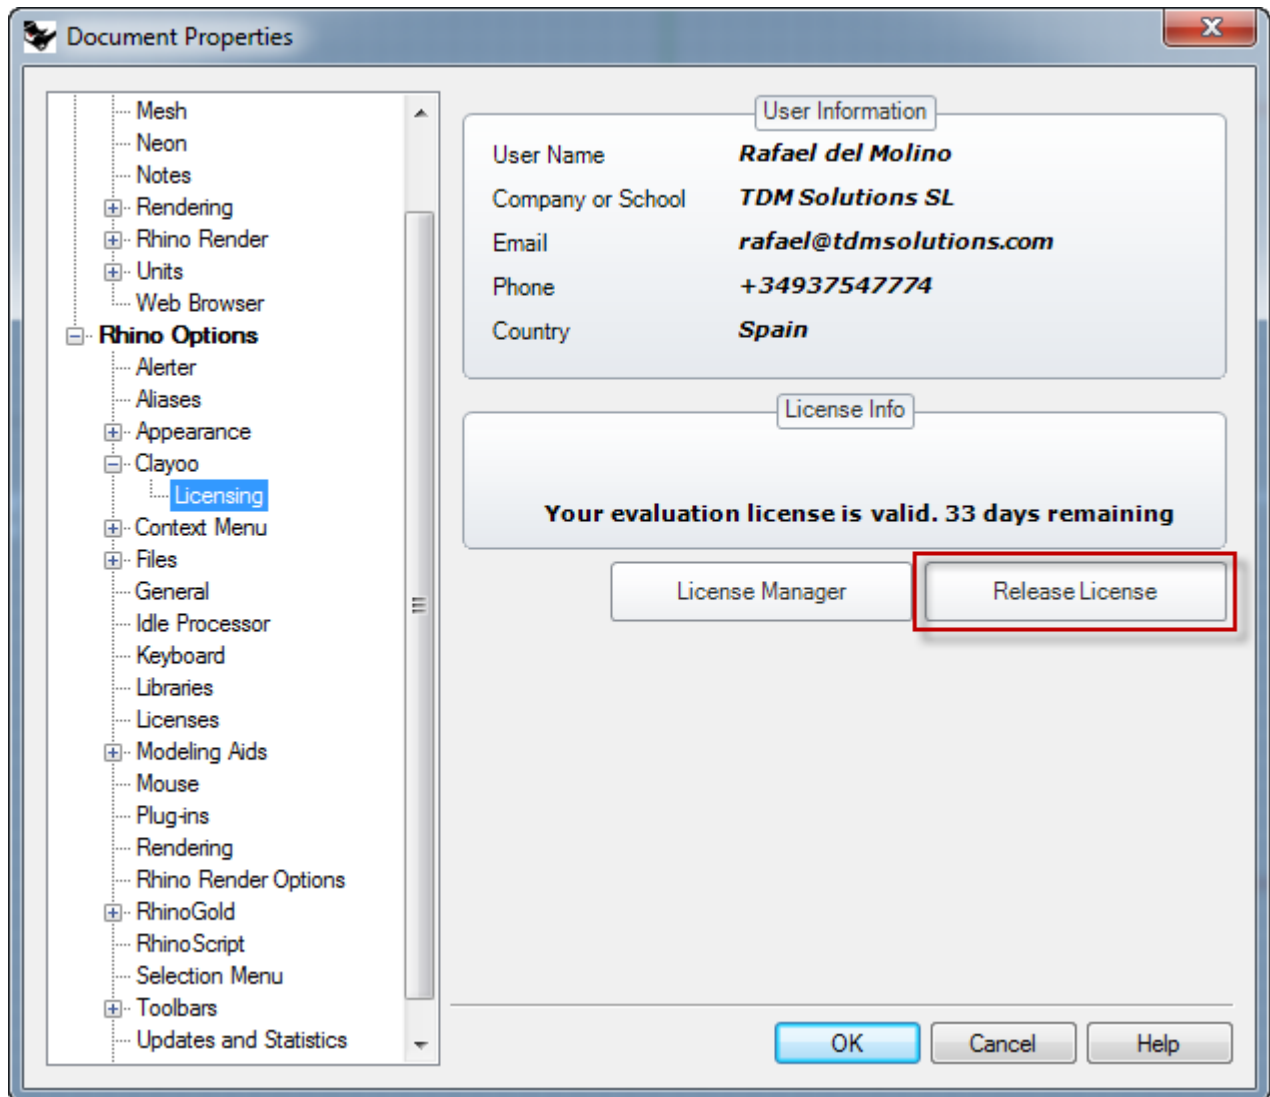 Document Properties
Mesh
Neon
Notes
Rendering
Rhino Render
Units
Web Browser
Rhino Options
Alerter
Aliases
Appearance
Clayoo
Licensing
Context Menu
Files
General
Idle Processor
Keyboard
Libraries
Licenses
Modeling Aids
Mouse
Plug-ins
Rendering
Rhino Render Options
RhinoGold
RhinoScript
Selection Menu
Toolbars
Updates and Statistics
User Information
User Name Rafael del Molino
Company or School TDM Solutions SL
Email rafael@tdmsolutions.com
Phone +34937547774
Country Spain
License Info
Your evaluation license is valid. 33 days remaining
License Manager Release License
OK Cancel Help